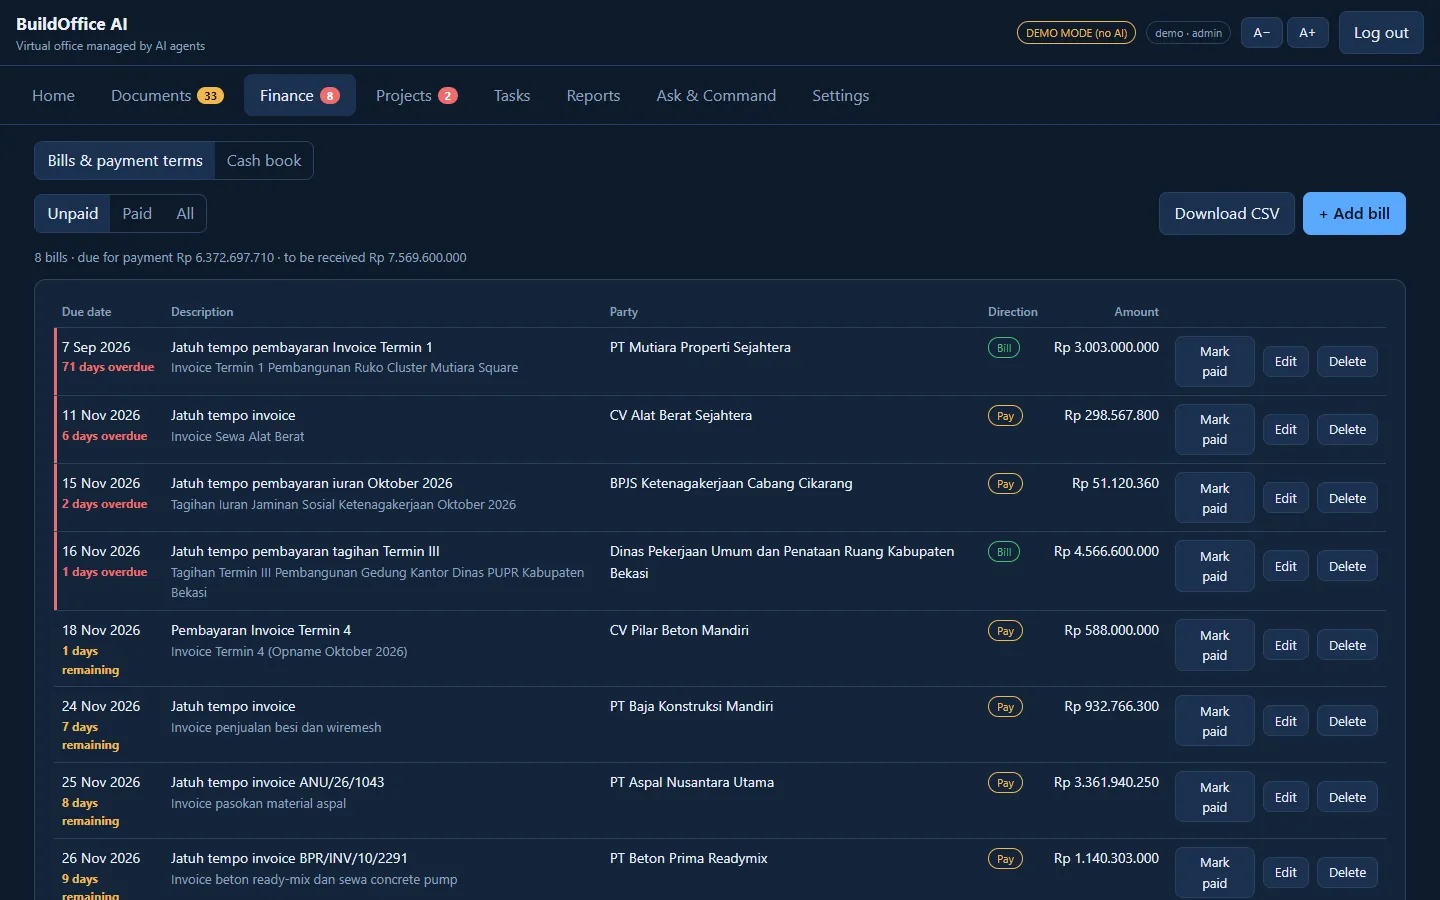 BuildOffice AI
Virtual office managed by AI agents
DEMO MODE (no AI)
demo · admin
A−
A+
Log out
Home
Documents 33
Finance 8
Projects 2
Tasks
Reports
Ask & Command
Settings
Bills & payment terms
Cash book
Unpaid
Paid
All
Download CSV
+ Add bill
8 bills · due for payment Rp 6.372.697.710 · to be received Rp 7.569.600.000
Due date
Description
Party
Direction
Amount
7 Sep 2026
71 days overdue
Jatuh tempo pembayaran Invoice Termin 1
Invoice Termin 1 Pembangunan Ruko Cluster Mutiara Square
PT Mutiara Properti Sejahtera
Bill
Rp 3.003.000.000
Mark
paid
Edit
Delete
11 Nov 2026
6 days overdue
Jatuh tempo invoice
Invoice Sewa Alat Berat
CV Alat Berat Sejahtera
Pay
Rp 298.567.800
Mark
paid
Edit
Delete
15 Nov 2026
2 days overdue
Jatuh tempo pembayaran iuran Oktober 2026
Tagihan Iuran Jaminan Sosial Ketenagakerjaan Oktober 2026
BPJS Ketenagakerjaan Cabang Cikarang
Pay
Rp 51.120.360
Mark
paid
Edit
Delete
16 Nov 2026
1 days overdue
Jatuh tempo pembayaran tagihan Termin III
Tagihan Termin III Pembangunan Gedung Kantor Dinas PUPR Kabupaten
Bekasi
Dinas Pekerjaan Umum dan Penataan Ruang Kabupaten
Bekasi
Bill
Rp 4.566.600.000
Mark
paid
Edit
Delete
18 Nov 2026
1 days
remaining
Pembayaran Invoice Termin 4
Invoice Termin 4 (Opname Oktober 2026)
CV Pilar Beton Mandiri
Pay
Rp 588.000.000
Mark
paid
Edit
Delete
24 Nov 2026
7 days
remaining
Jatuh tempo invoice
Invoice penjualan besi dan wiremesh
PT Baja Konstruksi Mandiri
Pay
Rp 932.766.300
Mark
paid
Edit
Delete
25 Nov 2026
8 days
remaining
Jatuh tempo invoice ANU/26/1043
Invoice pasokan material aspal
PT Aspal Nusantara Utama
Pay
Rp 3.361.940.250
Mark
paid
Edit
Delete
26 Nov 2026
9 days
remaining
Jatuh tempo invoice BPR/INV/10/2291
Invoice beton ready-mix dan sewa concrete pump
PT Beton Prima Readymix
Pay
Rp 1.140.303.000
Mark
paid
Edit
Delete